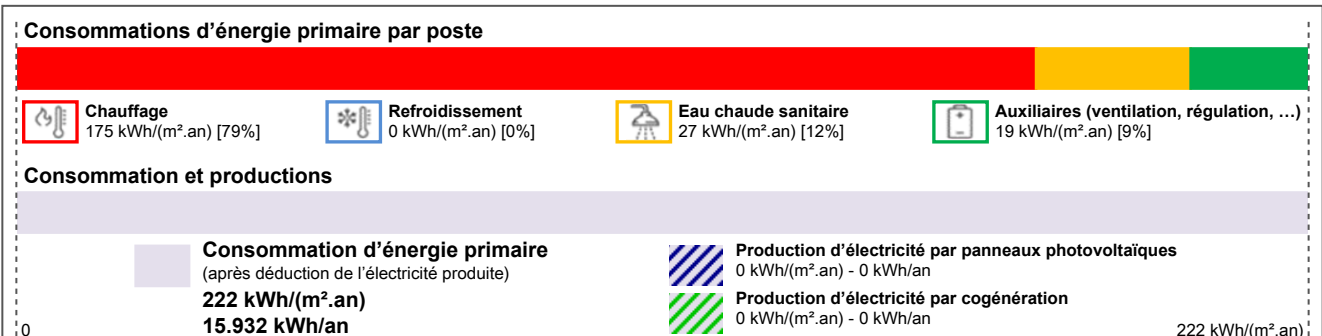 Consommations d'énergie primaire par poste
Chauffage
175 kWh/(m².an) [79%]
Refroidissement
0 kWh/(m².an) [0%]
Eau chaude sanitaire
27 kWh/(m².an) [12%]
Auxiliaires (ventilation, régulation, …)
19 kWh/(m².an) [9%]
Consommation et productions
Consommation d'énergie primaire
(après déduction de l'électricité produite)
222 kWh/(m².an)
15.932 kWh/an
Production d'électricité par panneaux photovoltaïques
0 kWh/(m².an) - 0 kWh/an
Production d'électricité par cogénération
0 kWh/(m².an) - 0 kWh/an
0
222 kWh/(m².an)